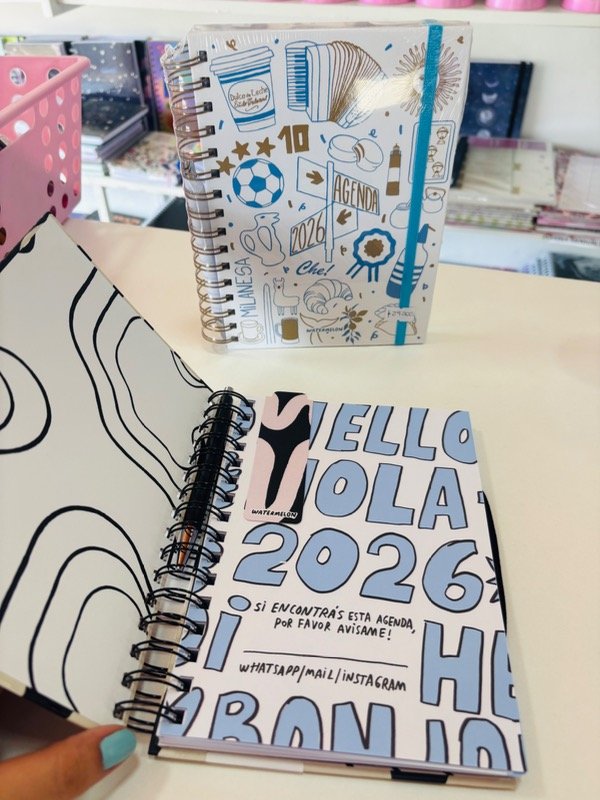 Dulce de Leche
10
AGENDA
2026
Che!
MILANESA
WATERMELON
WATERMELON
HELLO
HOLA
2026
SI ENCONTRÁS ESTA AGENDA,
POR FAVOR AVISAME!
WHATSAPP/MAIL/INSTAGRAM